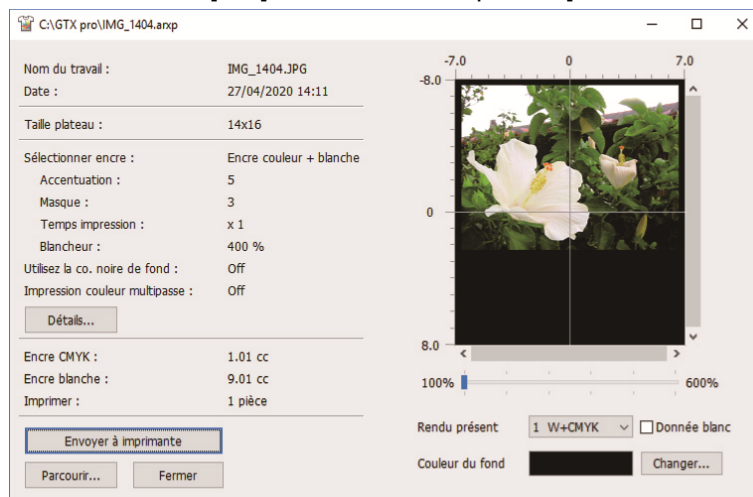 C:\GTX pro\IMG_1404.arxp
Nom du travail : IMG_1404.JPG
Date : 27/04/2020 14:11
Taille plateau : 14x16
Sélectionner encre : Encre couleur + blanche
Accentuation : 5
Masque : 3
Temps impression : x 1
Blancheur : 400 %
Utilisez la co. noire de fond : Off
Impression couleur multipasse : Off
Détails...
Encre CMYK : 1.01 cc
Encre blanche : 9.01 cc
Imprimer : 1 pièce
Envoyer à imprimante
Parcourir... Fermer
-7.0 0 7.0
-8.0
0
8.0
100% 600%
Rendu présent 1 W+CMYK Donnée blanc
Couleur du fond Changer...